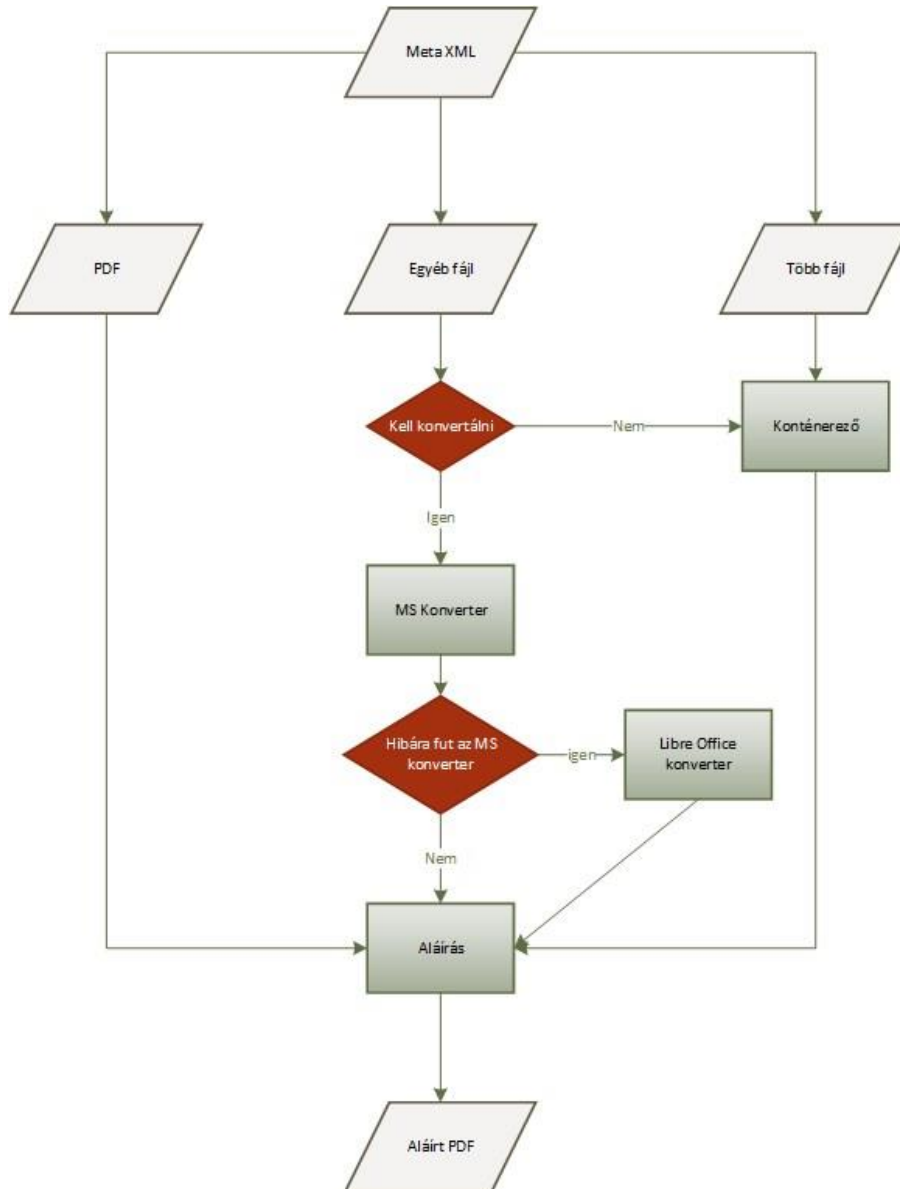 Meta XML
PDF
Egyéb fájl
Több fájl
Kell konvertálni
Nem
Konténerező
Igen
MS Konverter
Hibára fut az MS
konverter
igen
Libre Office
konverter
Nem
Aláírás
Aláírt PDF